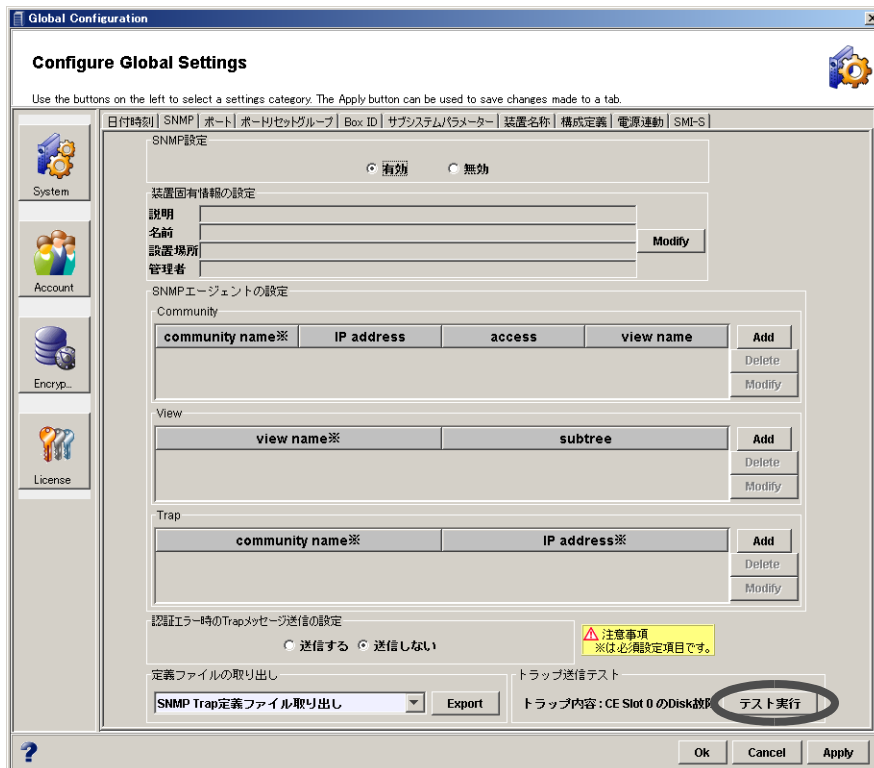 Global Configuration
Configure Global Settings
Use the buttons on the left to select a settings category. The Apply button can be used to save changes made to a tab.
System
Account
Encryp...
License
日付時刻 SNMP ポート ポートリセットグループ Box ID サブシステムパラメーター 装置名称 構成定義 電源連動 SMI-S
SNMP設定
有効 無効
装置固有情報の設定
説明
名前
設置場所
管理者
Modify
SNMPエージェントの設定
Community
community name※ IP address access view name
Add
Delete
Modify
View
view name※ subtree
Add
Delete
Modify
Trap
community name※ IP address※
Add
Delete
Modify
認証エラー時のTrapメッセージ送信の設定
送信する 送信しない
注意事項
※は必須設定項目です。
定義ファイルの取り出し
SNMP Trap定義ファイル取り出し Export
トラップ送信テスト
トラップ内容 : CE Slot 0 のDisk故障 テスト実行
? Ok Cancel Apply